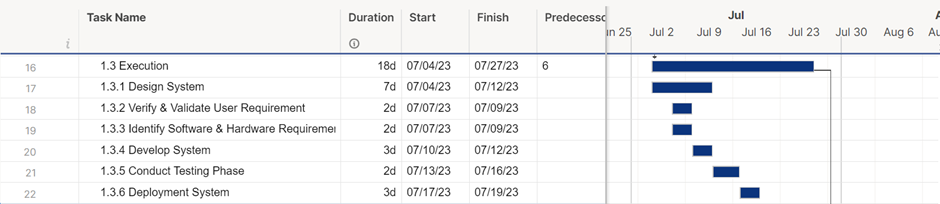 Jul A
Task Name Duration Start Finish Predecesso
un 25 Jul 2 Jul 9 Jul 16 Jul 23 Jul 30 Aug 6 Au
i
16 1.3 Execution 18d 07/04/23 07/27/23 6
17 1.3.1 Design System 7d 07/04/23 07/12/23
18 1.3.2 Verify & Validate User Requirement 2d 07/07/23 07/09/23
19 1.3.3 Identify Software & Hardware Requiremer 2d 07/07/23 07/09/23
20 1.3.4 Develop System 3d 07/10/23 07/12/23
21 1.3.5 Conduct Testing Phase 2d 07/13/23 07/16/23
22 1.3.6 Deployment System 3d 07/17/23 07/19/23